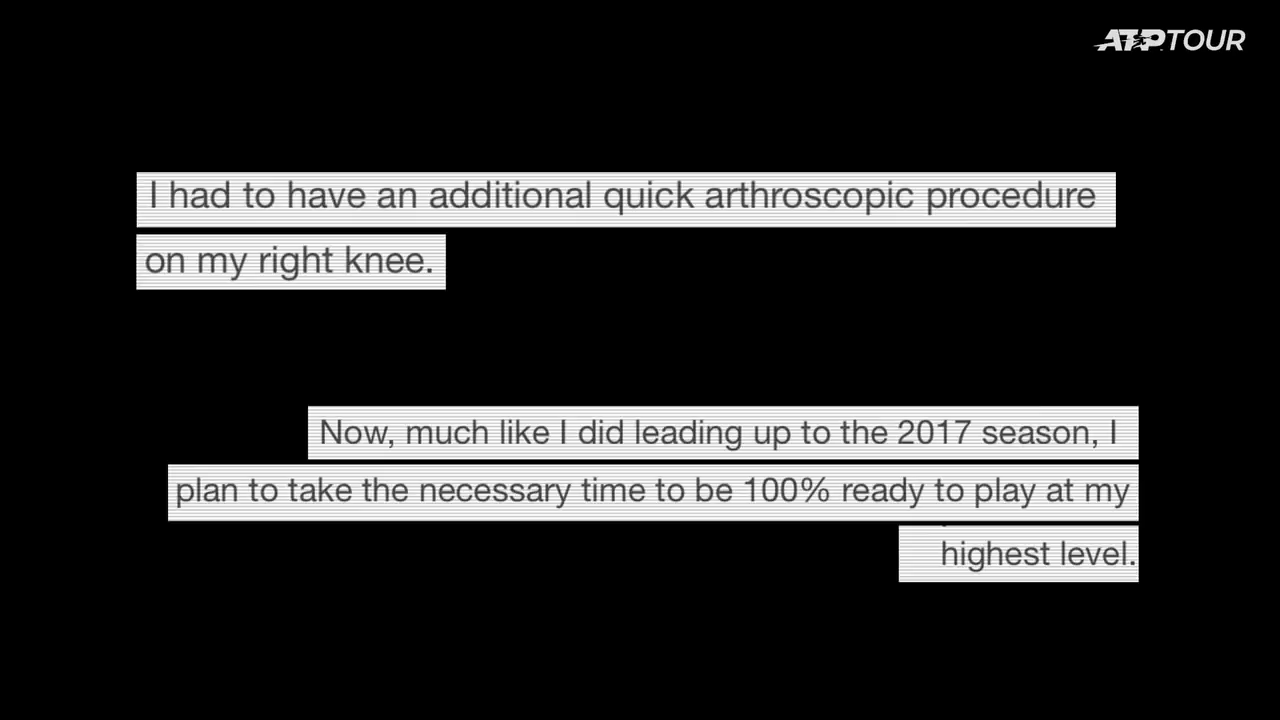 ATPTOUR
I had to have an additional quick arthroscopic procedure
on my right knee.
Now, much like I did leading up to the 2017 season, I
plan to take the necessary time to be 100% ready to play at my
highest level.